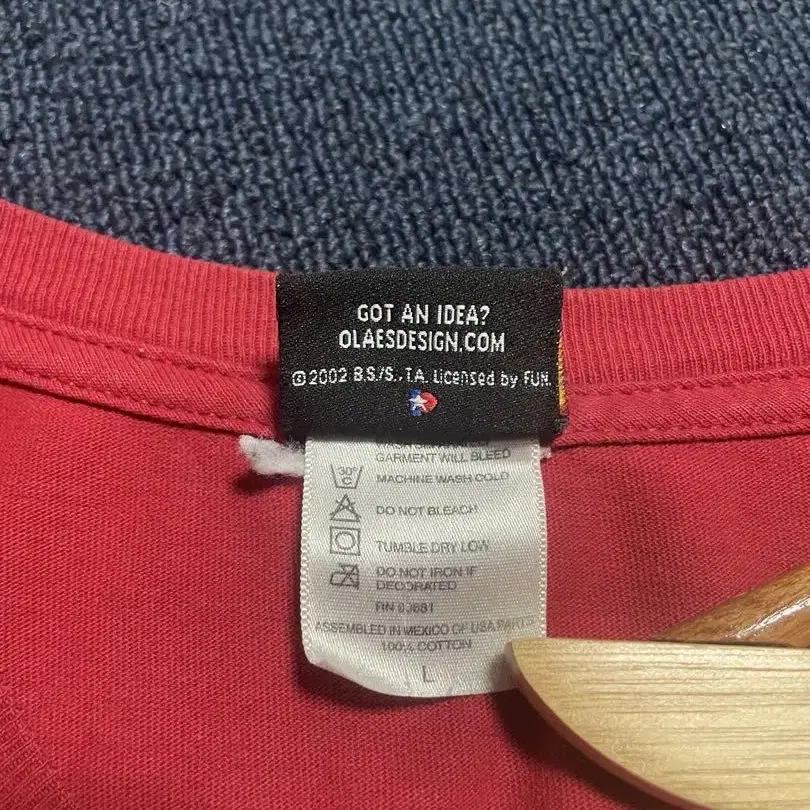 GOT AN IDEA?
OLAESDESIGN.COM
©2002 B.S./S..T.A. Licensed by FUN.
GARMENT WILL BLEED
30°
C
MACHINE WASH COLD
DO NOT BLEACH
TUMBLE DRY LOW
DO NOT IRON IF
DECORATED
RN
ASSEMBLED IN MEXICO OF USA PARTS
100% COTTON
L